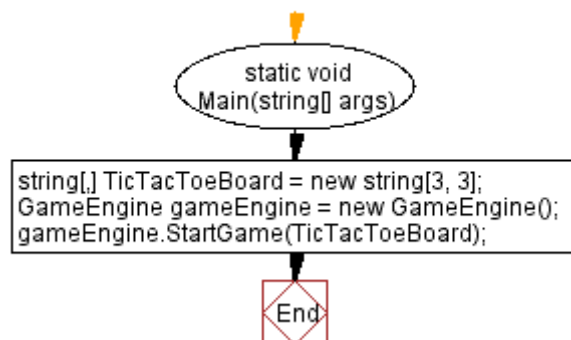 static void
Main(string[] args)
string[,] TicTacToeBoard = new string[3, 3];
GameEngine gameEngine = new GameEngine();
gameEngine.StartGame(TicTacToeBoard);
End